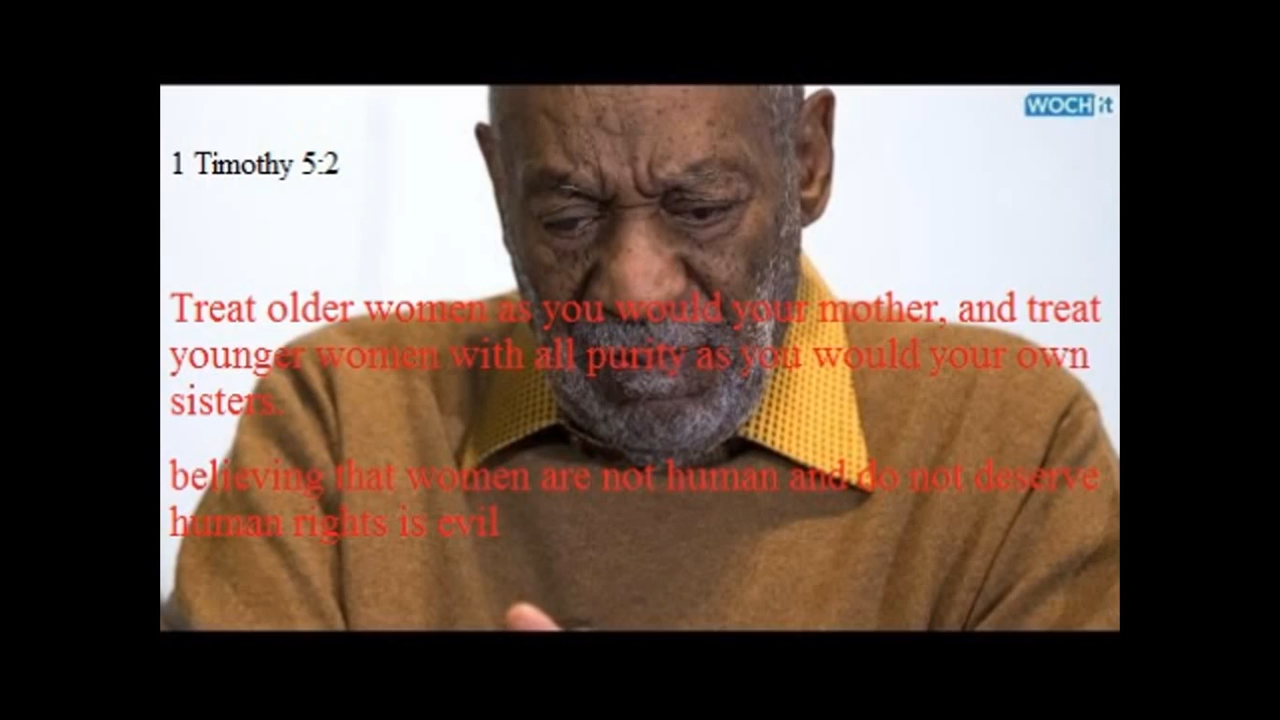 WOCHit
1 Timothy 5:2
Treat older women as you would your mother, and treat
younger women with all purity as you would your own
sisters.
believing that women are not human and do not deserve
human rights is evil